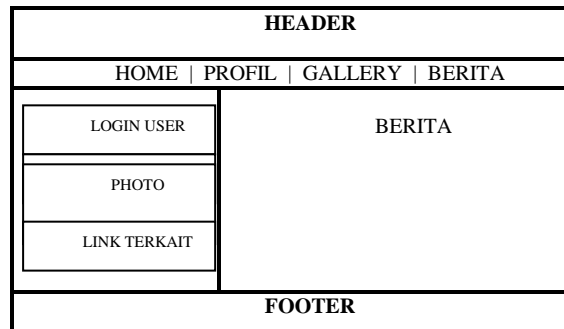 HEADER
HOME | PROFIL | GALLERY | BERITA
LOGIN USER
PHOTO
LINK TERKAIT
BERITA
FOOTER